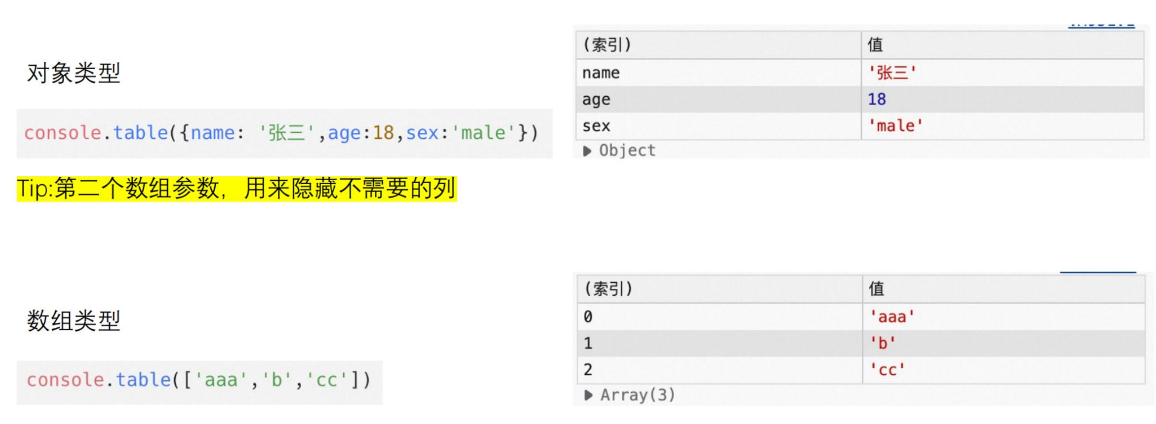 对象类型
console.table({name: '张三',age:18,sex:'male'})
Tip:第二个数组参数，用来隐藏不需要的列
(索引) 值
name '张三'
age 18
sex 'male'
▶ Object
数组类型
console.table(['aaa','b','cc'])
(索引) 值
0 'aaa'
1 'b'
2 'cc'
▶ Array(3)